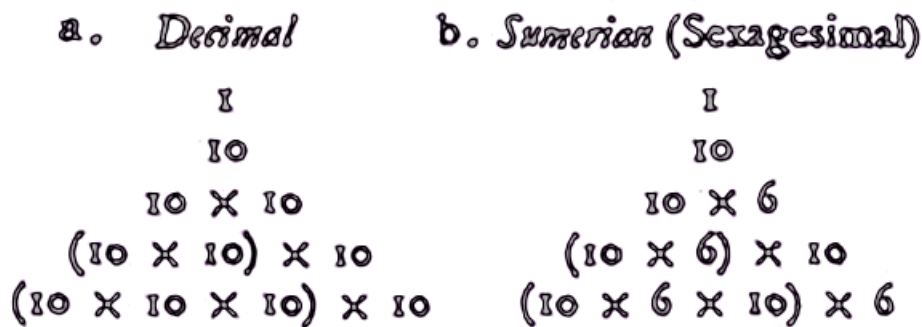 a. Decimal b. Sumerian (Sexagesimal)
1 1
10 10
10 × 10 10 × 6
(10 × 10) × 10 (10 × 6) × 10
(10 × 10 × 10) × 10 (10 × 6 × 10) × 6